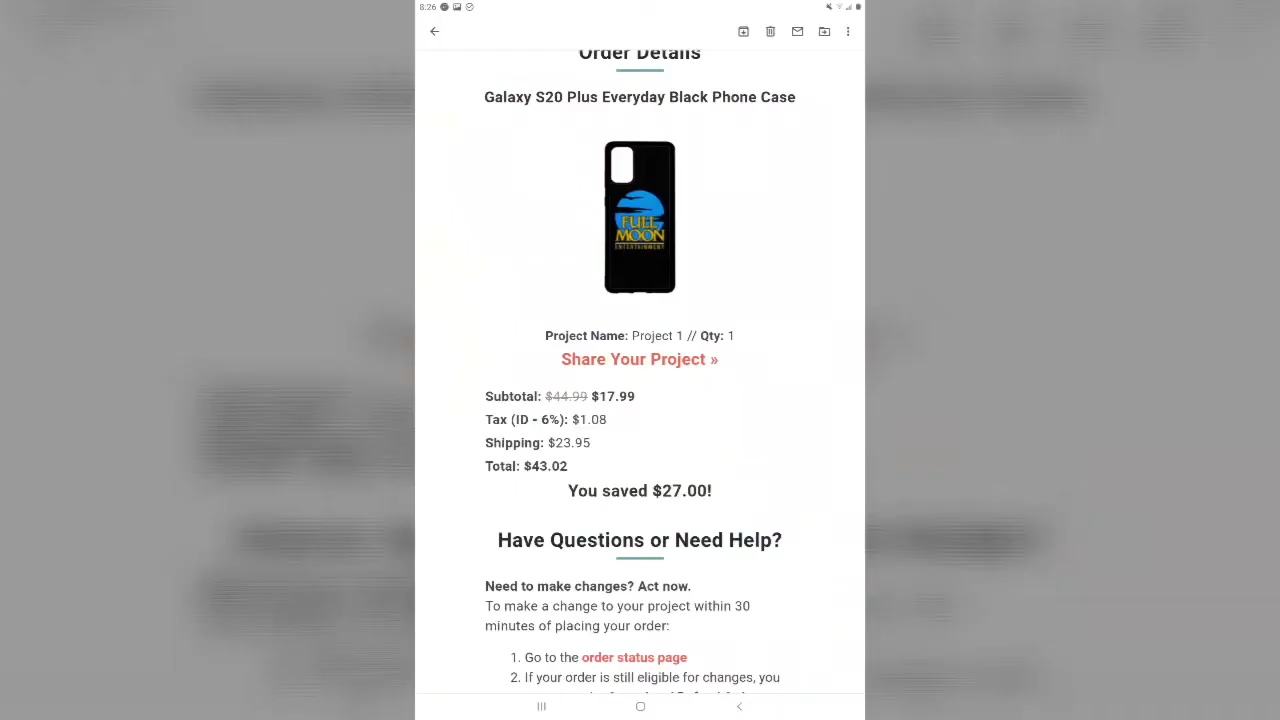 8:26
Order Details
Galaxy S20 Plus Everyday Black Phone Case
FULL
MOON
ENTERTAINMENT
Project Name: Project 1 // Qty: 1
Share Your Project »
Subtotal: $44.99 $17.99
Tax (ID - 6%): $1.08
Shipping: $23.95
Total: $43.02
You saved $27.00!
Have Questions or Need Help?
Need to make changes? Act now.
To make a change to your project within 30
minutes of placing your order:
1. Go to the order status page
2. If your order is still eligible for changes, you